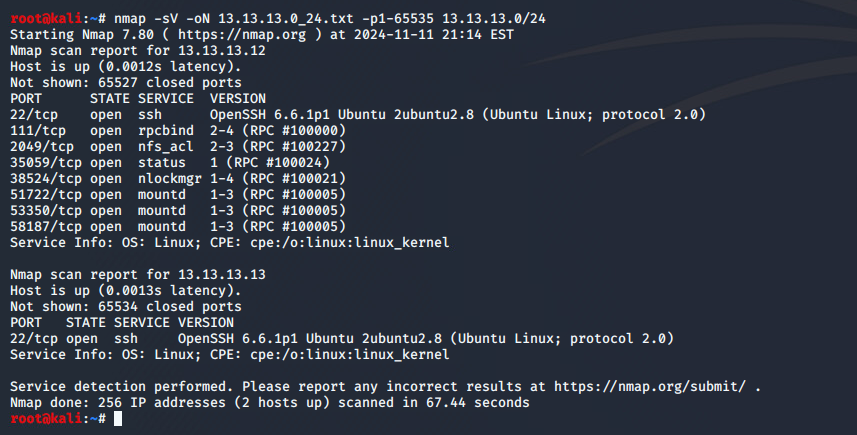 root@kali:~# nmap -sV -oN 13.13.13.0_24.txt -p1-65535 13.13.13.0/24
Starting Nmap 7.80 ( https://nmap.org ) at 2024-11-11 21:14 EST
Nmap scan report for 13.13.13.12
Host is up (0.0012s latency).
Not shown: 65527 closed ports
PORT      STATE SERVICE  VERSION
22/tcp    open  ssh      OpenSSH 6.6.1p1 Ubuntu 2ubuntu2.8 (Ubuntu Linux; protocol 2.0)
111/tcp   open  rpcbind  2-4 (RPC #100000)
2049/tcp  open  nfs_acl  2-3 (RPC #100227)
35059/tcp open  status   1 (RPC #100024)
38524/tcp open  nlockmgr 1-4 (RPC #100021)
51722/tcp open  mountd   1-3 (RPC #100005)
53350/tcp open  mountd   1-3 (RPC #100005)
58187/tcp open  mountd   1-3 (RPC #100005)
Service Info: OS: Linux; CPE: cpe:/o:linux:linux_kernel

Nmap scan report for 13.13.13.13
Host is up (0.0013s latency).
Not shown: 65534 closed ports
PORT   STATE SERVICE VERSION
22/tcp open  ssh     OpenSSH 6.6.1p1 Ubuntu 2ubuntu2.8 (Ubuntu Linux; protocol 2.0)
Service Info: OS: Linux; CPE: cpe:/o:linux:linux_kernel

Service detection performed. Please report any incorrect results at https://nmap.org/submit/ .
Nmap done: 256 IP addresses (2 hosts up) scanned in 67.44 seconds
root@kali:~#